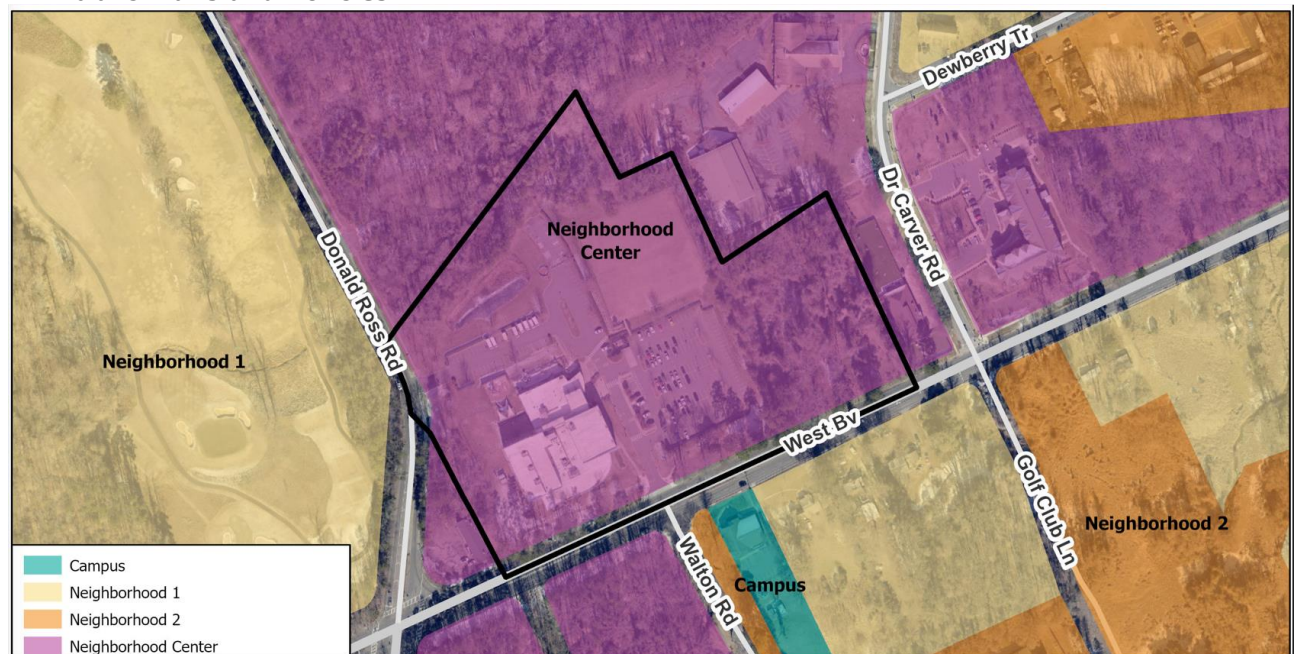 Dewberry Tr
Dr Carver Rd
Neighborhood
Center
Donald Ross Rd
Neighborhood 1
West Bv
Golf Club Ln
Neighborhood 2
Walton Rd
Campus
Campus
Neighborhood 1
Neighborhood 2
Neighborhood Center